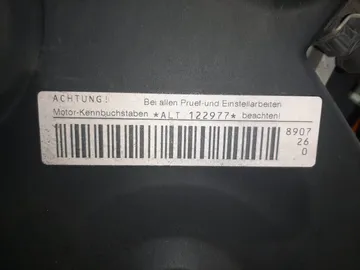 ACHTUNG! Bei allen Pruef-und Einstellarbeiten
Motor-Kennbuchstaben *ALT 122977* beachten!
8907
26
0